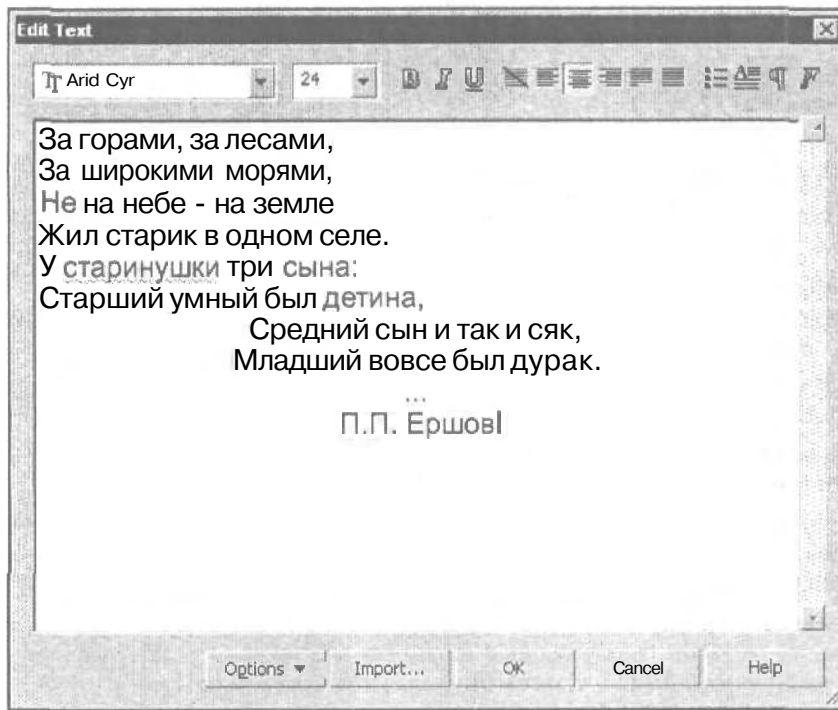 Edit Text
Arid Cyr 24 B I U
За горами, за лесами,
За широкими морями,
Не на небе - на земле
Жил старик в одном селе.
У старинушки три сына:
Старший умный был детина,
Средний сын и так и сяк,
Младший вовсе был дурак.
...
П.П. Ершов
Options Import... OK Cancel Help